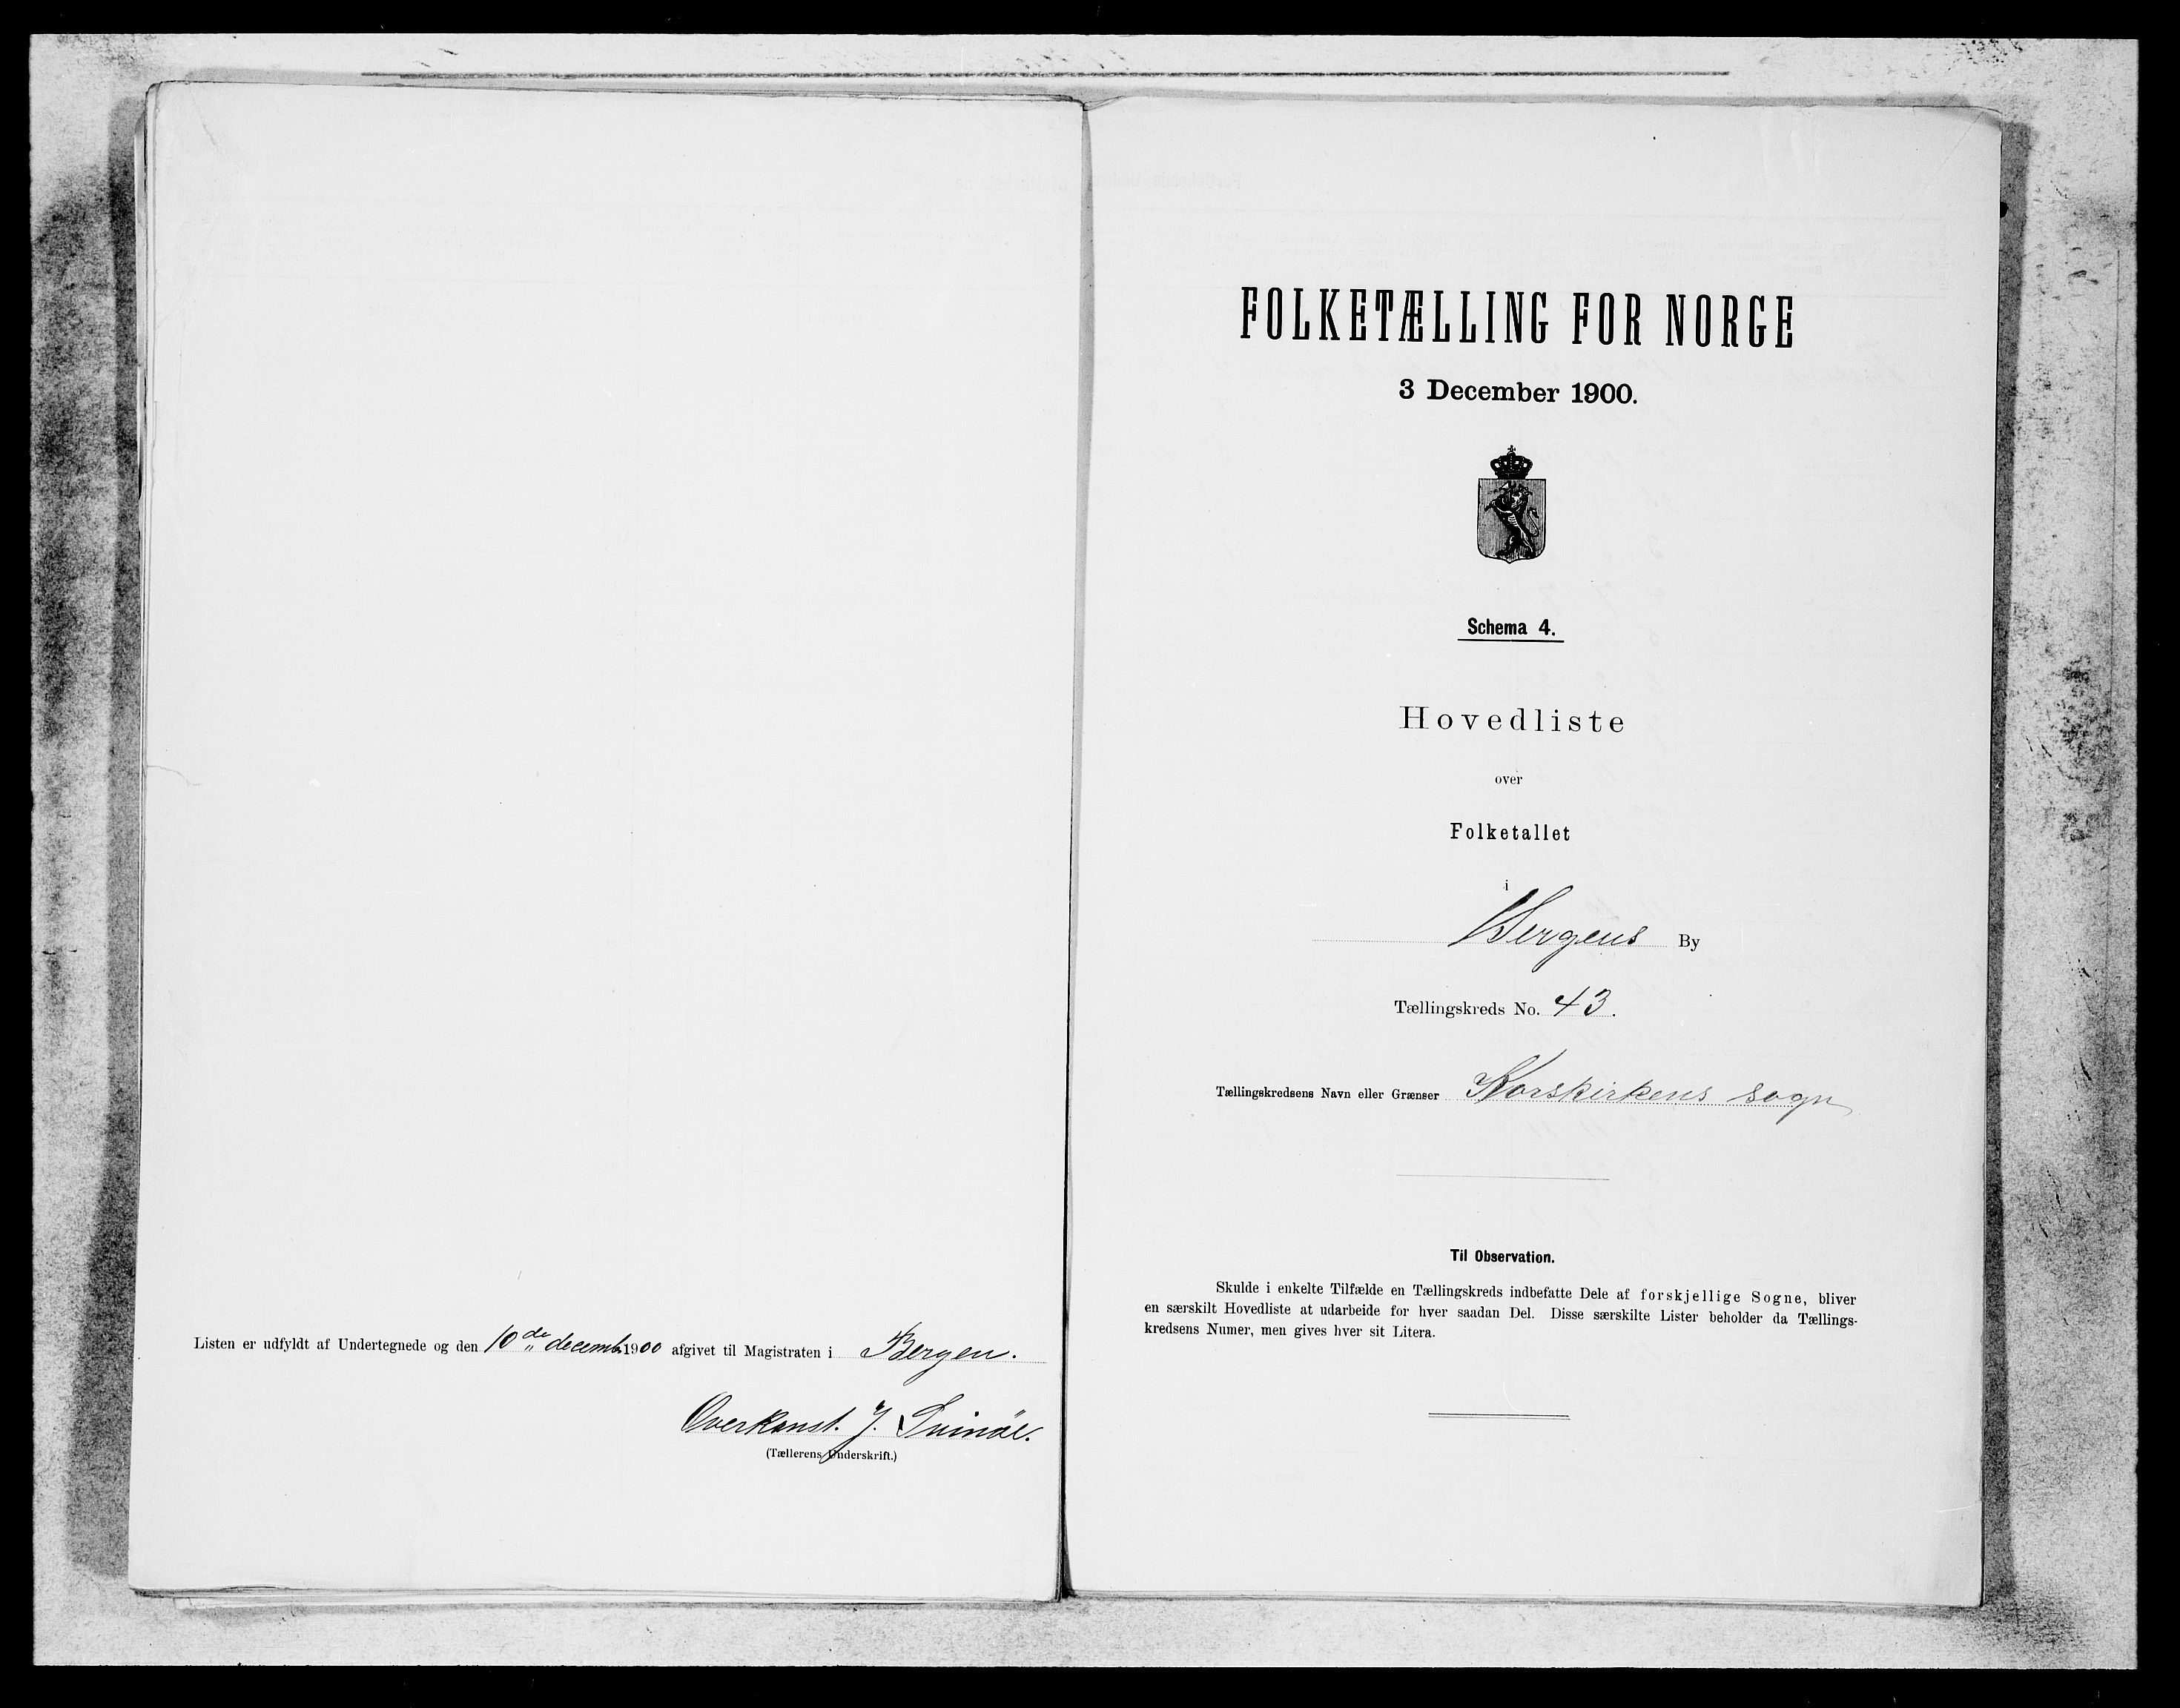 Listen er udfyldt af Undertegnede og den 10de decemb. 1900 afgivet til Magistraten i Bergen.
Overkonst. J.
(Tællerens Underskrift.)
FOLKETÆLLING FOR NORGE
3 December 1900.
Schema 4.
Hovedliste
over
Folketallet
i
Bergens By
Tællingskreds No. 43.
Tællingskredsens Navn eller Grænser Korskirkens sogn
Til Observation.
Skulde i enkelte Tilfælde en Tællingskreds indbefatte Dele af forskjellige Sogne, bliver
en særskilt Hovedliste at udarbeide for hver saadan Del. Disse særskilte Lister beholder da Tællings-
kredsens Numer, men gives hver sit Litera.